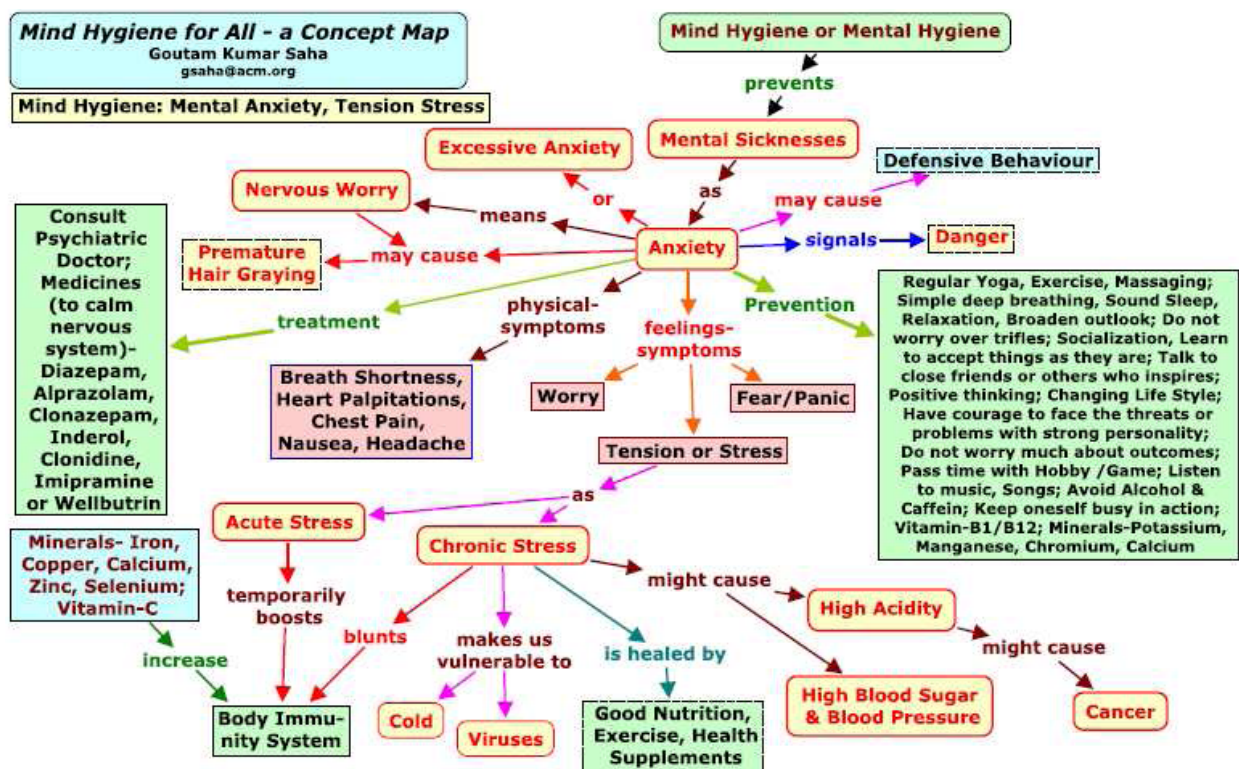 Mind Hygiene for All - a Concept Map
Goutam Kumar Saha
gsaha@acm.org
Mind Hygiene: Mental Anxiety, Tension Stress
Mind Hygiene or Mental Hygiene
prevents
Mental Sicknesses
as
Excessive Anxiety
or
Defensive Behaviour
may cause
Nervous Worry
means
Anxiety
signals
Danger
may cause
Premature
Hair Graying
treatment
Consult
Psychiatric
Doctor;
Medicines
(to calm
nervous
system)-
Diazepam,
Alprazolam,
Clonazepam,
Inderol,
Clonidine,
Imipramine
or Wellbutrin
physical-
symptoms
Breath Shortness,
Heart Palpitations,
Chest Pain,
Nausea, Headache
feelings-
symptoms
Worry
Fear/Panic
Tension or Stress
Prevention
Regular Yoga, Exercise, Massaging;
Simple deep breathing, Sound Sleep,
Relaxation, Broaden outlook; Do not
worry over trifles; Socialization, Learn
to accept things as they are; Talk to
close friends or others who inspires;
Positive thinking; Changing Life Style;
Have courage to face the threats or
problems with strong personality;
Do not worry much about outcomes;
Pass time with Hobby /Game; Listen
to music, Songs; Avoid Alcohol &
Caffein; Keep oneself busy in action;
Vitamin-B1/B12; Minerals-Potassium,
Manganese, Chromium, Calcium
as
Acute Stress
Chronic Stress
Minerals- Iron,
Copper, Calcium,
Zinc, Selenium;
Vitamin-C
increase
temporarily
boosts
blunts
Body Immu-
nity System
makes us
vulnerable to
Cold
Viruses
is healed by
Good Nutrition,
Exercise, Health
Supplements
might cause
High Acidity
High Blood Sugar
& Blood Pressure
might cause
Cancer